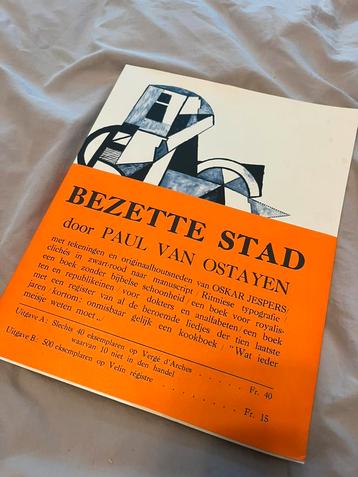 BEZETTE STAD
door PAUL VAN OSTAYEN
met tekeningen en originaalhoutsneden van OSKAR JESPERS/
clichés in zwart/rood naar manuscript / Ritmiese typografie /
een boek zonder bijbelse schoonheid / een boek voor royalis-
ten en republikeinen voor dokters en analfabeten / een boek
met een register van al de beroemde liedjes der tien laatste
jaren kortom: onmisbaar gelijk een kookboek / "Wat ieder
meisje weten moet.,,
Uitgave A: Slechts 40 eksemplaren op Vergé d'Arches . . . . . Fr. 40
waarvan 10 niet in den handel
Uitgave B: 500 eksemplaren op Velin régistre . . . . . . . . Fr. 15